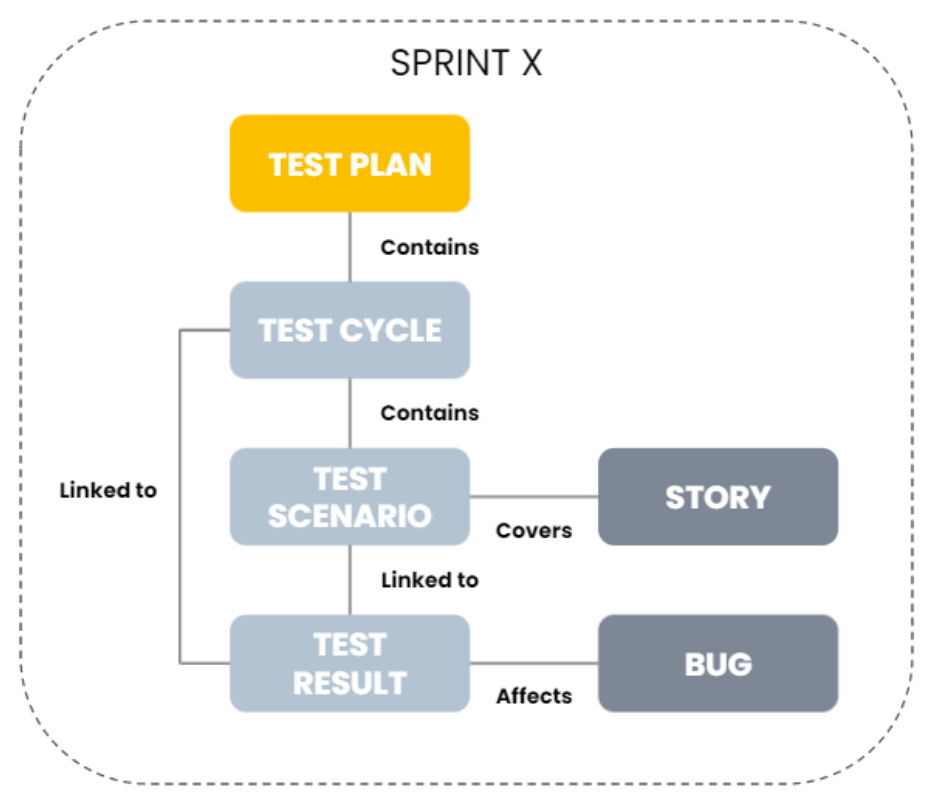 SPRINT X
TEST PLAN
Contains
TEST CYCLE
Contains
Linked to
TEST
SCENARIO
STORY
Covers
Linked to
TEST
RESULT
BUG
Affects